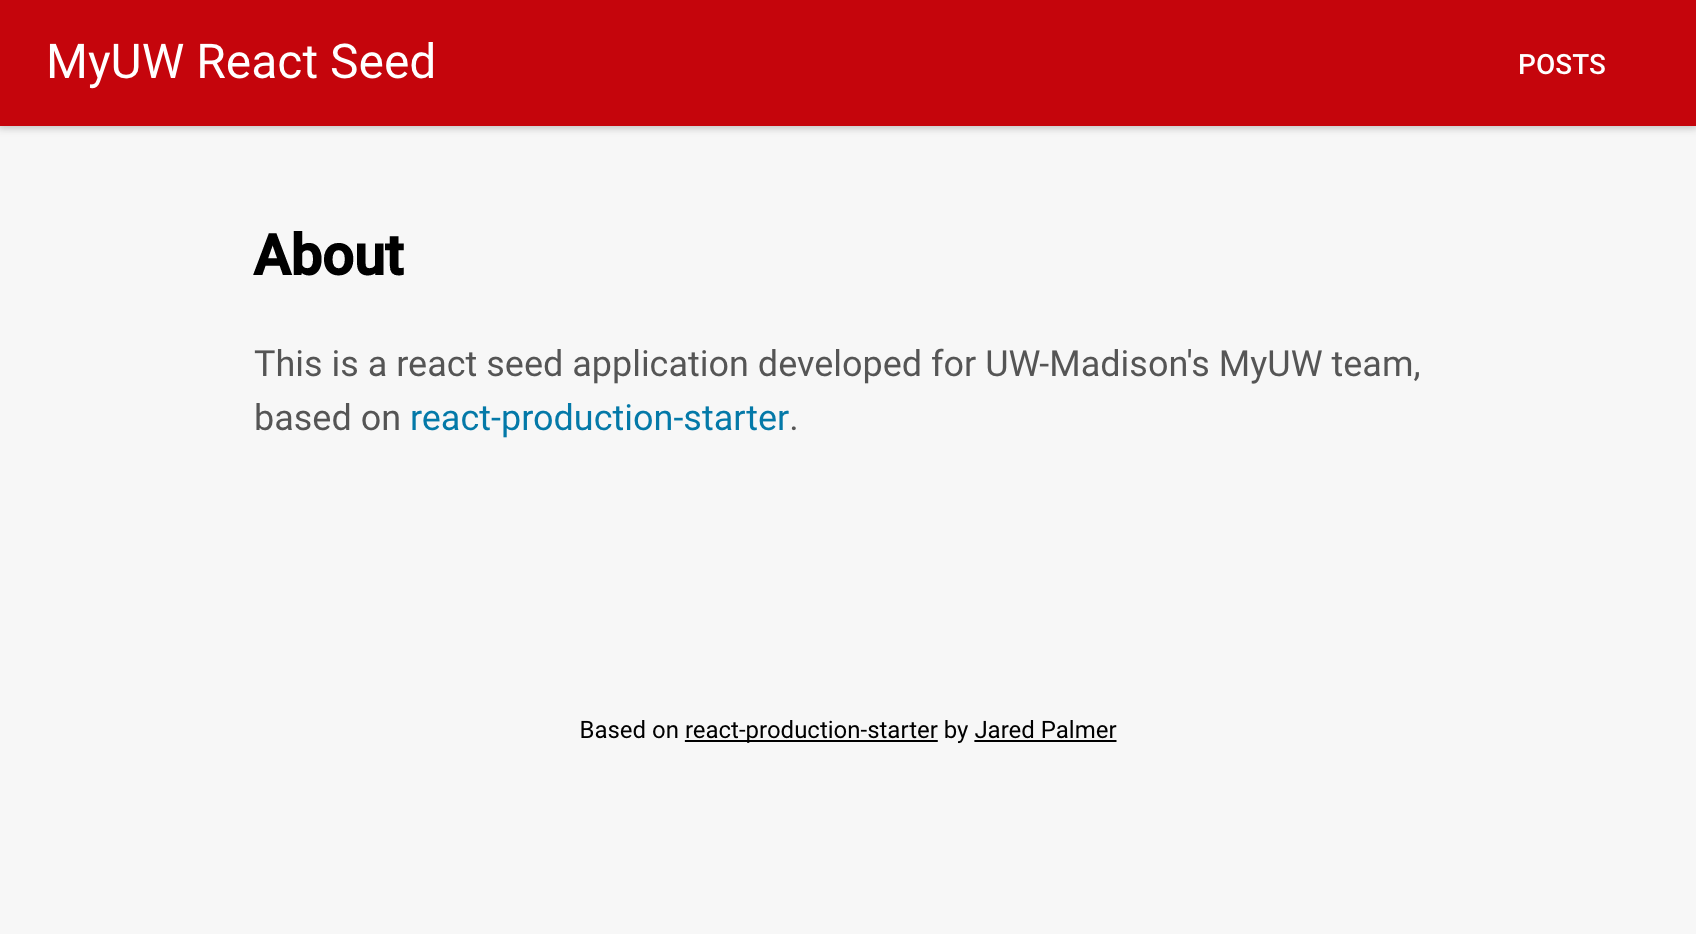 MyUW React Seed
POSTS
About
This is a react seed application developed for UW-Madison's MyUW team,
based on react-production-starter.
Based on react-production-starter by Jared Palmer